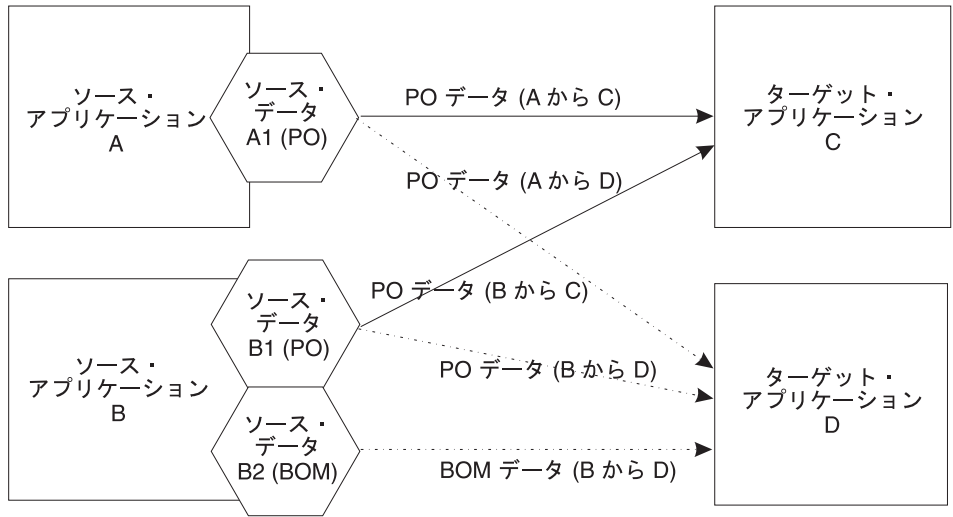 ソース・
アプリケーション
A
ソース・
データ
A1 (PO)
PO データ (A から C)
ターゲット・
アプリケーション
C
PO データ (A から D)
ソース・
アプリケーション
B
ソース・
データ
B1 (PO)
PO データ (B から C)
PO データ (B から D)
ソース・
データ
B2 (BOM)
BOM データ (B から D)
ターゲット・
アプリケーション
D